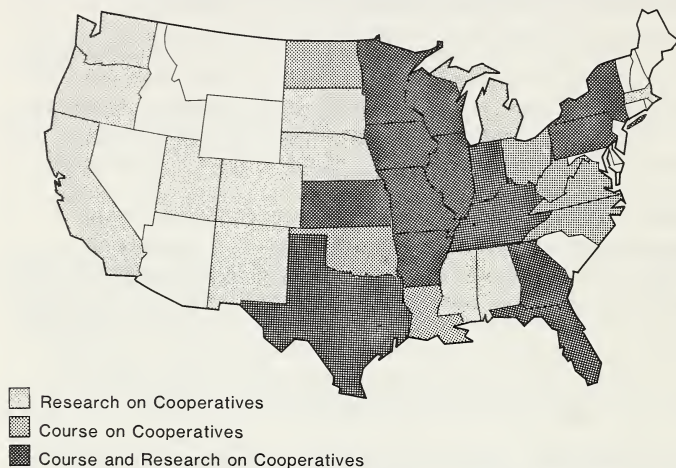 Research on Cooperatives
Course on Cooperatives
Course and Research on Cooperatives